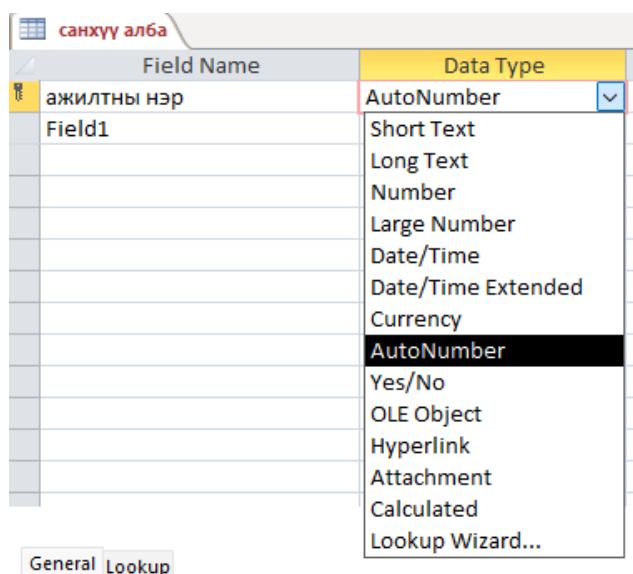 санхүү алба
Field Name Data Type
ажилтны нэр AutoNumber
Field1 Short Text
Long Text
Number
Large Number
Date/Time
Date/Time Extended
Currency
AutoNumber
Yes/No
OLE Object
Hyperlink
Attachment
Calculated
Lookup Wizard...
General Lookup